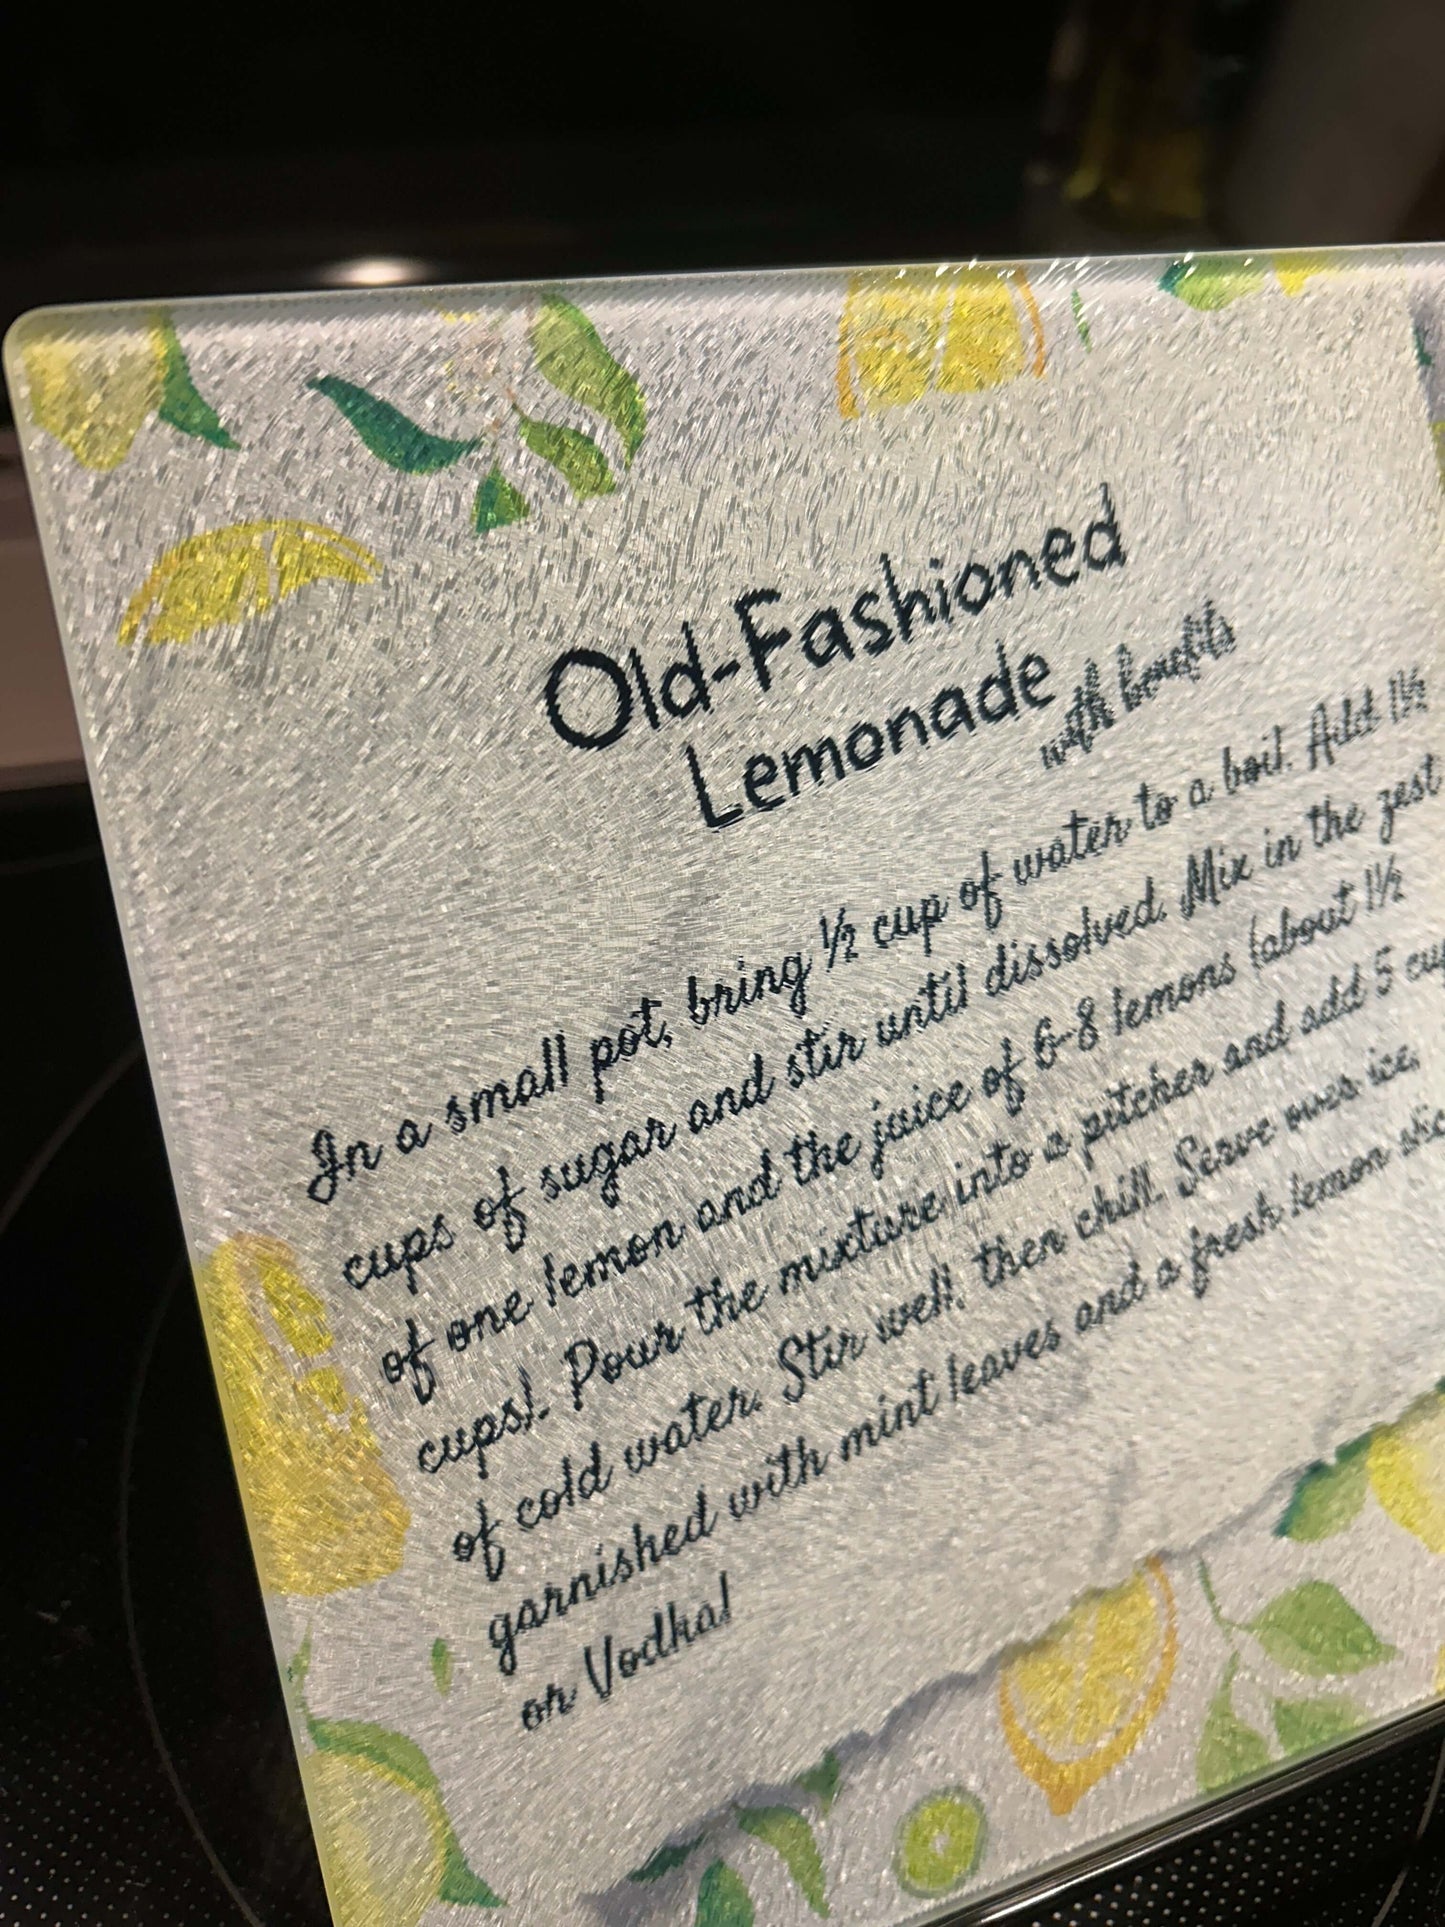 Old-Fashioned
Lemonade
with benefits
In a small pot, bring ½ cup of water to a boil. Add 1½
cups of sugar and stir until dissolved. Mix in the zest
of one lemon and the juice of 6-8 lemons (about 1½
cups). Pour the mixture into a pitcher and add 5 cu
of cold water. Stir well, then chill. Serve over ice,
garnished with mint leaves and a fresh lemon slic
or Vodka!